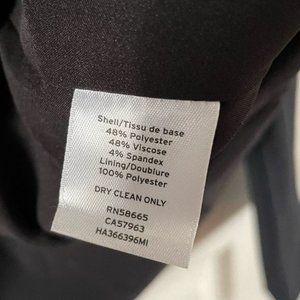 Shell/Tissu de base
48% Polyester
48% Viscose
4% Spandex
Lining/Doublure
100% Polyester
DRY CLEAN ONLY
RN58665
CA57963
HA366396MI